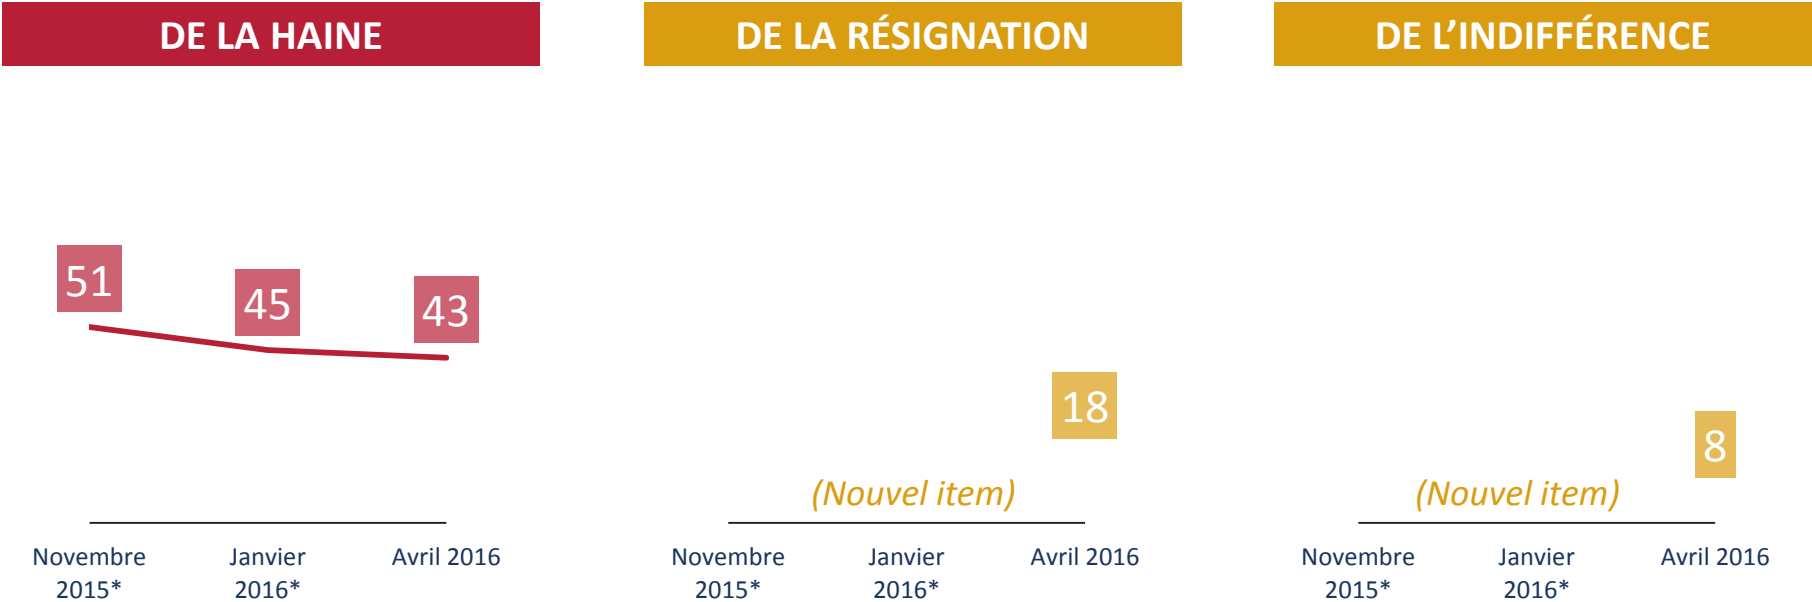 DE LA HAINE
51
45
43
Novembre
2015*
Janvier
2016*
Avril 2016
DE LA RÉSIGNATION
18
(Nouvel item)
Novembre
2015*
Janvier
2016*
Avril 2016
DE L’INDIFFÉRENCE
8
(Nouvel item)
Novembre
2015*
Janvier
2016*
Avril 2016